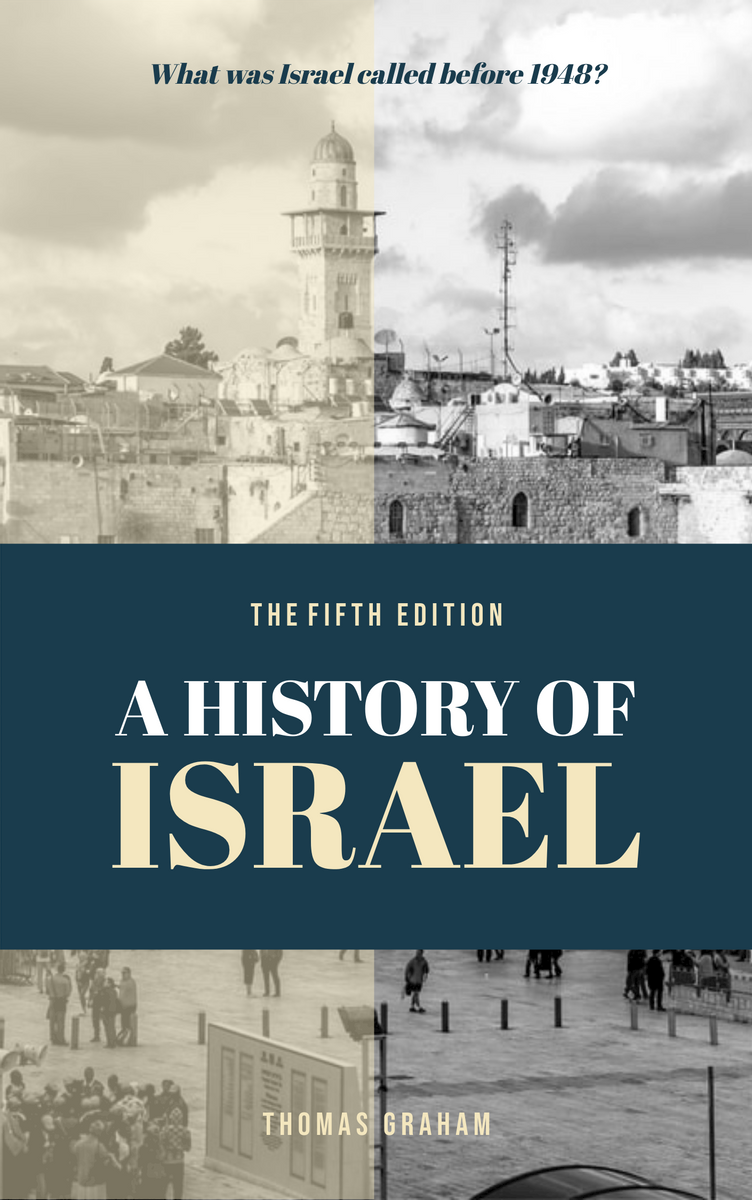 What was Israel called before 1948?
THE FIFTH EDITION
A HISTORY OF
ISRAEL
THOMAS GRAHAM